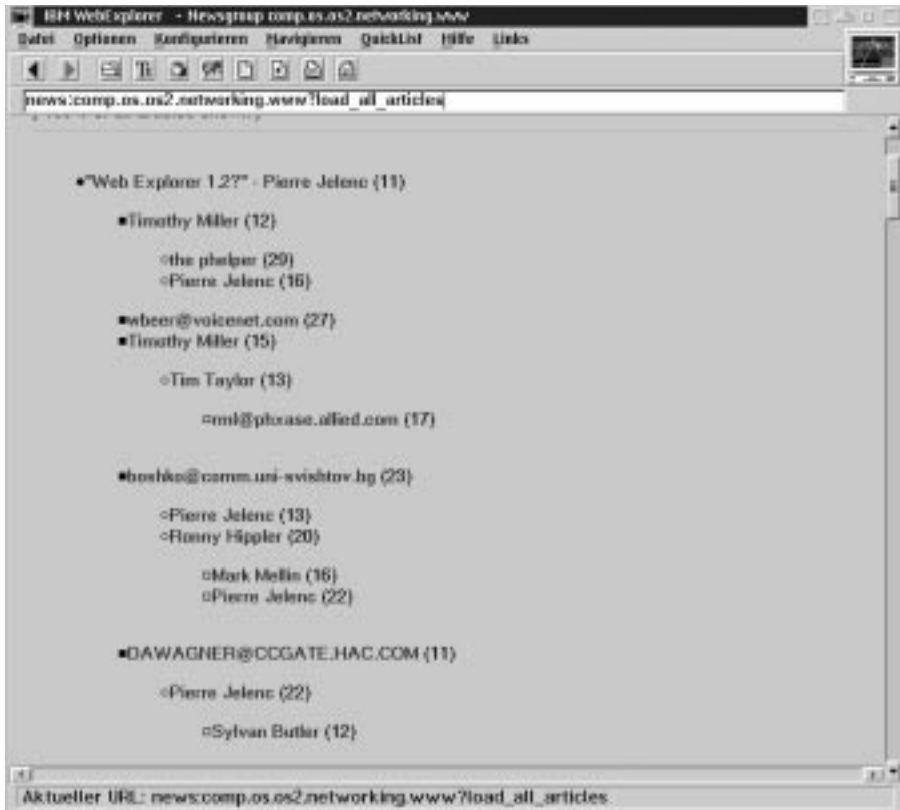 IBM WebExplorer - Newsgroup comp.os.os2.networking.www
Datei Optionen Konfigurieren Navigieren QuickList Hilfe Links
news:comp.os.os2.networking.www?load_all_articles
"Web Explorer 1.2?" - Pierre Jelenc (11)
Timothy Miller (12)
the phelper (29)
Pierre Jelenc (16)
wbeer@voicenet.com (27)
Timothy Miller (15)
Tim Taylor (13)
rml@phxase.allied.com (17)
boshko@comm.uni-svishtov.bg (23)
Pierre Jelenc (13)
Ronny Hippler (20)
Mark Mellin (16)
Pierre Jelenc (22)
DAWAGNER@CCGATE.HAC.COM (11)
Pierre Jelenc (22)
Sylvan Butler (12)
Aktueller URL: news:comp.os.os2.networking.www?load_all_articles